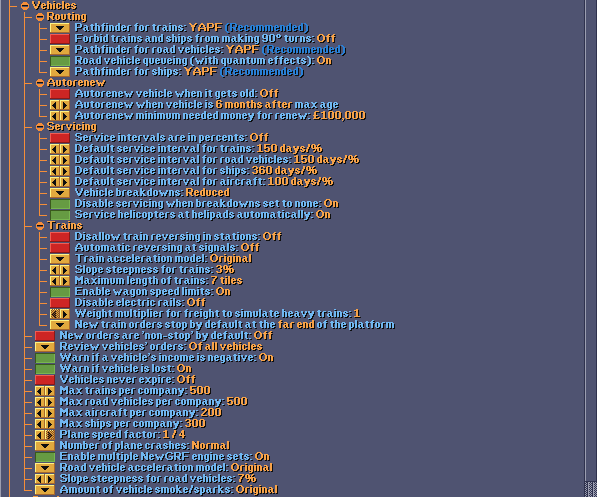 Vehicles
Routing
Pathfinder for trains: YAPF (Recommended)
Forbid trains and ships from making 90° turns: Off
Pathfinder for road vehicles: YAPF (Recommended)
Road vehicle queueing (with quantum effects): On
Pathfinder for ships: YAPF (Recommended)
Autorenew
Autorenew vehicle when it gets old: Off
Autorenew when vehicle is 6 months after max age
Autorenew minimum needed money for renew: £100,000
Servicing
Service intervals are in percents: Off
Default service interval for trains: 150 days/%
Default service interval for road vehicles: 150 days/%
Default service interval for ships: 360 days/%
Default service interval for aircraft: 100 days/%
Vehicle breakdowns: Reduced
Disable servicing when breakdowns set to none: On
Service helicopters at helipads automatically: On
Trains
Disallow train reversing in stations: Off
Automatic reversing at signals: Off
Train acceleration model: Original
Slope steepness for trains: 3%
Maximum length of trains: 7 tiles
Enable wagon speed limits: On
Disable electric rails: Off
Weight multiplier for freight to simulate heavy trains: 1
New train orders stop by default at the far end of the platform
New orders are 'non-stop' by default: Off
Review vehicles' orders: Of all vehicles
Warn if a vehicle's income is negative: On
Warn if vehicle is lost: On
Vehicles never expire: Off
Max trains per company: 500
Max road vehicles per company: 500
Max aircraft per company: 200
Max ships per company: 300
Plane speed factor: 1 / 4
Number of plane crashes: Normal
Enable multiple NewGRF engine sets: On
Road vehicle acceleration model: Original
Slope steepness for road vehicles: 7%
Amount of vehicle smoke/sparks: Original